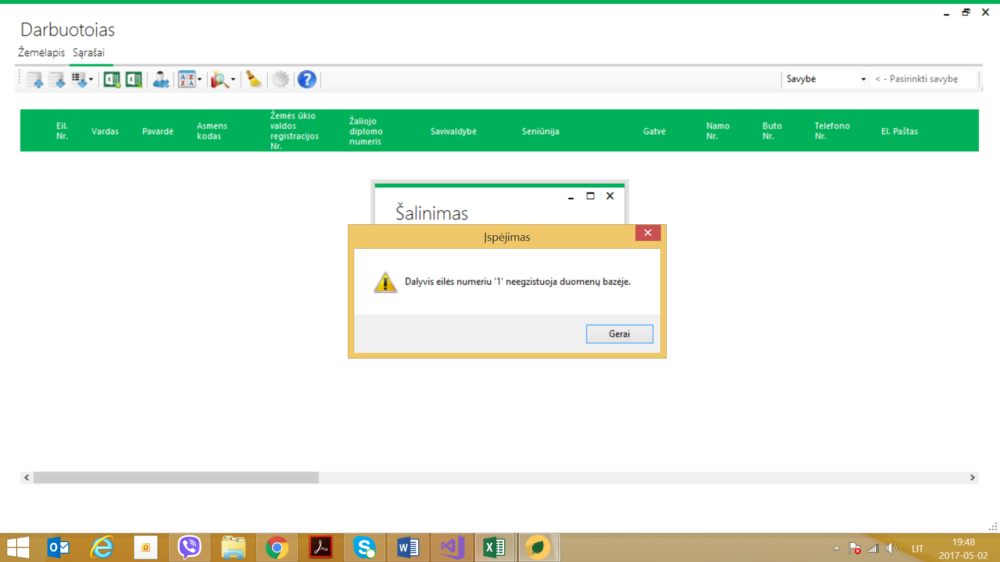 Darbuotojas
Žemėlapis Sąrašai
Savybė
< - Pasirinkti savybę
Eil.
Nr.
Vardas
Pavardė
Asmens
kodas
Žemės ūkio
valdos
registracijos
Nr.
Žaliojo
diplomo
numeris
Savivaldybė
Seniūnija
Gatvė
Namo
Nr.
Buto
Nr.
Telefono
Nr.
El. Paštas
Šalinimas
Įspėjimas
Dalyvis eilės numeriu '1' neegzistuoja duomenų bazėje.
Gerai
LIT
19:48
2017-05-02